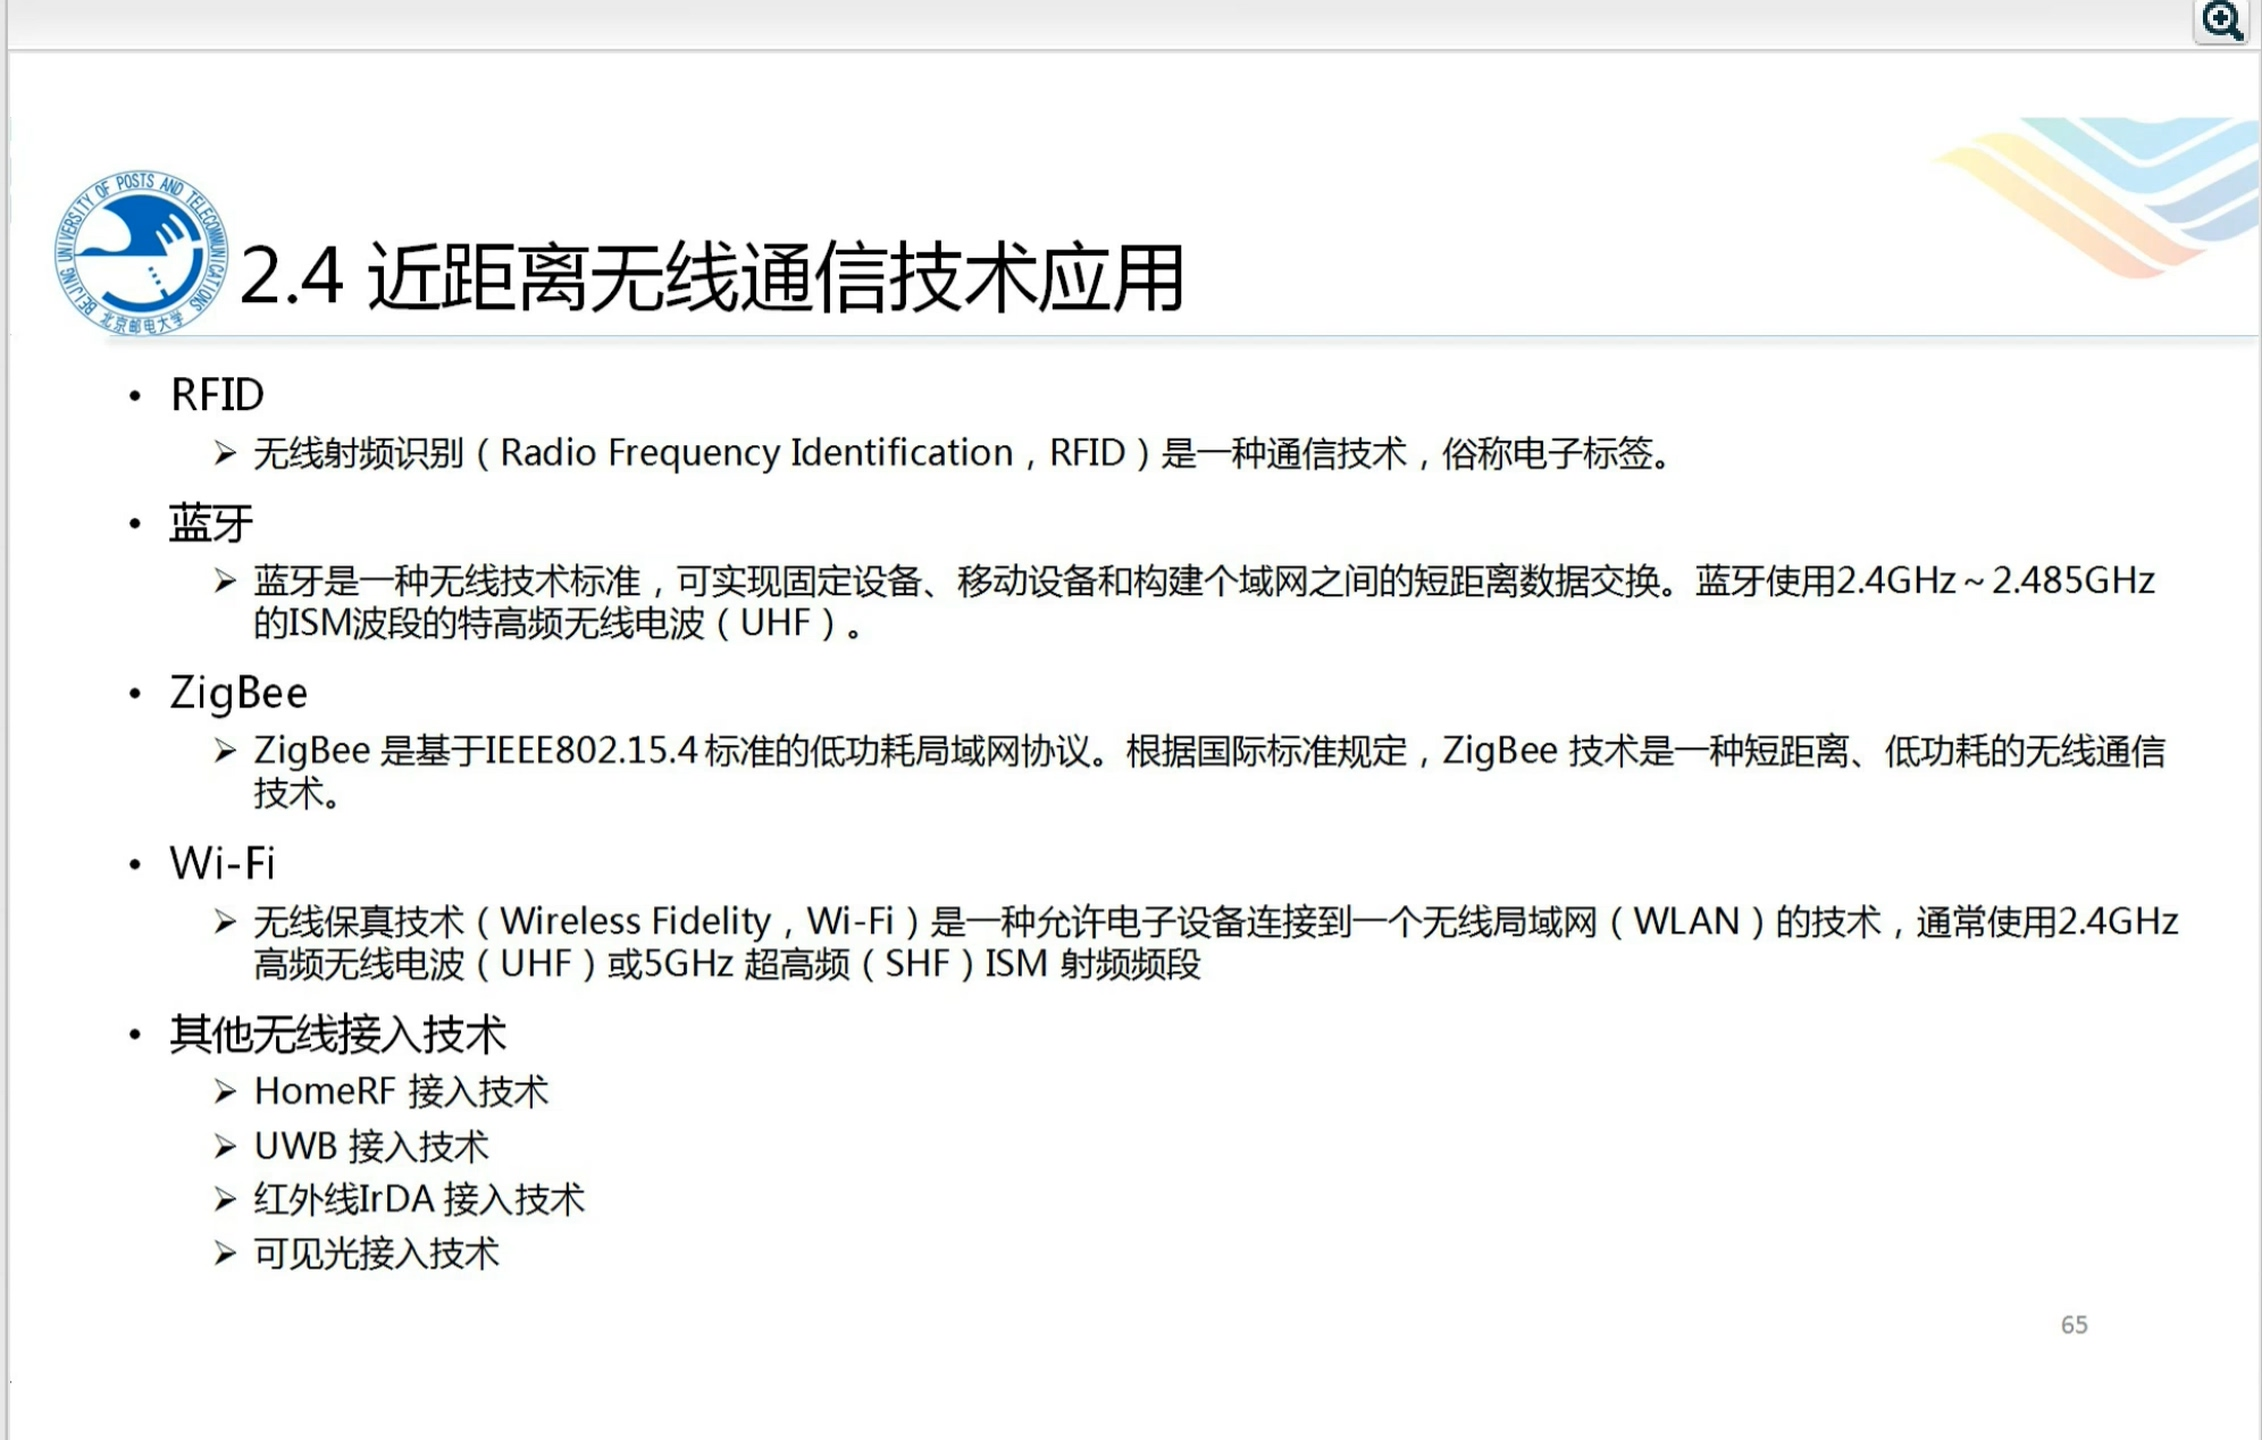 BEIJING UNIVERSITY OF POSTS AND TELECOMMUNICATIONS
北京邮电大学
2.4 近距离无线通信技术应用
• RFID
➢ 无线射频识别（Radio Frequency Identification，RFID）是一种通信技术，俗称电子标签。
• 蓝牙
➢ 蓝牙是一种无线技术标准，可实现固定设备、移动设备和构建个域网之间的短距离数据交换。蓝牙使用2.4GHz～2.485GHz
的ISM波段的特高频无线电波（UHF）。
• ZigBee
➢ ZigBee 是基于IEEE802.15.4标准的低功耗局域网协议。根据国际标准规定，ZigBee 技术是一种短距离、低功耗的无线通信
技术。
• Wi-Fi
➢ 无线保真技术（Wireless Fidelity，Wi-Fi）是一种允许电子设备连接到一个无线局域网（WLAN）的技术，通常使用2.4GHz
高频无线电波（UHF）或5GHz 超高频（SHF）ISM 射频频段
• 其他无线接入技术
➢ HomeRF 接入技术
➢ UWB 接入技术
➢ 红外线IrDA 接入技术
➢ 可见光接入技术
65